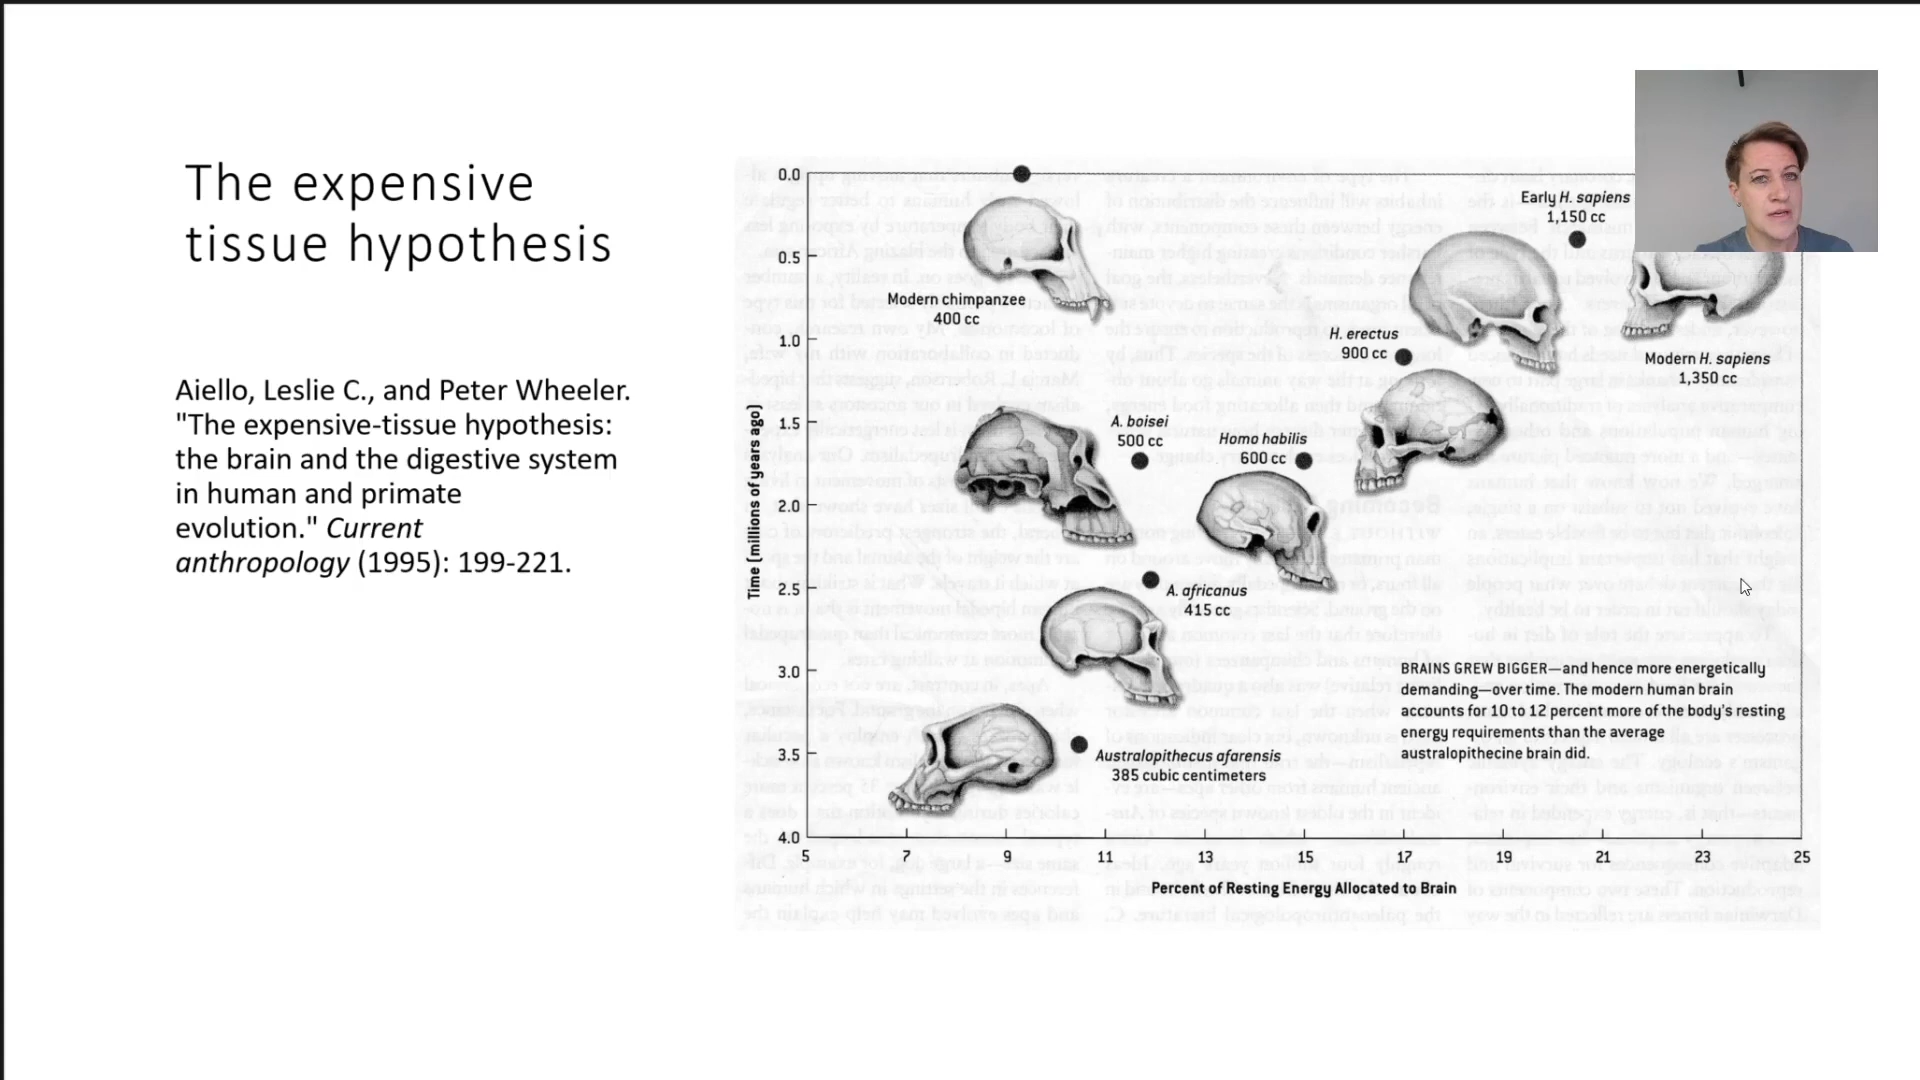 The expensive
tissue hypothesis
Aiello, Leslie C., and Peter Wheeler.
"The expensive-tissue hypothesis:
the brain and the digestive system
in human and primate
evolution." Current
anthropology (1995): 199-221.
0.0
0.5
1.0
1.5
2.0
2.5
3.0
3.5
4.0
Time (millions of years ago)
Modern chimpanzee
400 cc
Early H. sapiens
1,150 cc
H. erectus
900 cc
Modern H. sapiens
1,350 cc
A. boisei
500 cc
Homo habilis
600 cc
A. africanus
415 cc
Australopithecus afarensis
385 cubic centimeters
BRAINS GREW BIGGER—and hence more energetically
demanding—over time. The modern human brain
accounts for 10 to 12 percent more of the body's resting
energy requirements than the average
australopithecine brain did.
5 7 9 11 13 15 17 19 21 23 25
Percent of Resting Energy Allocated to Brain